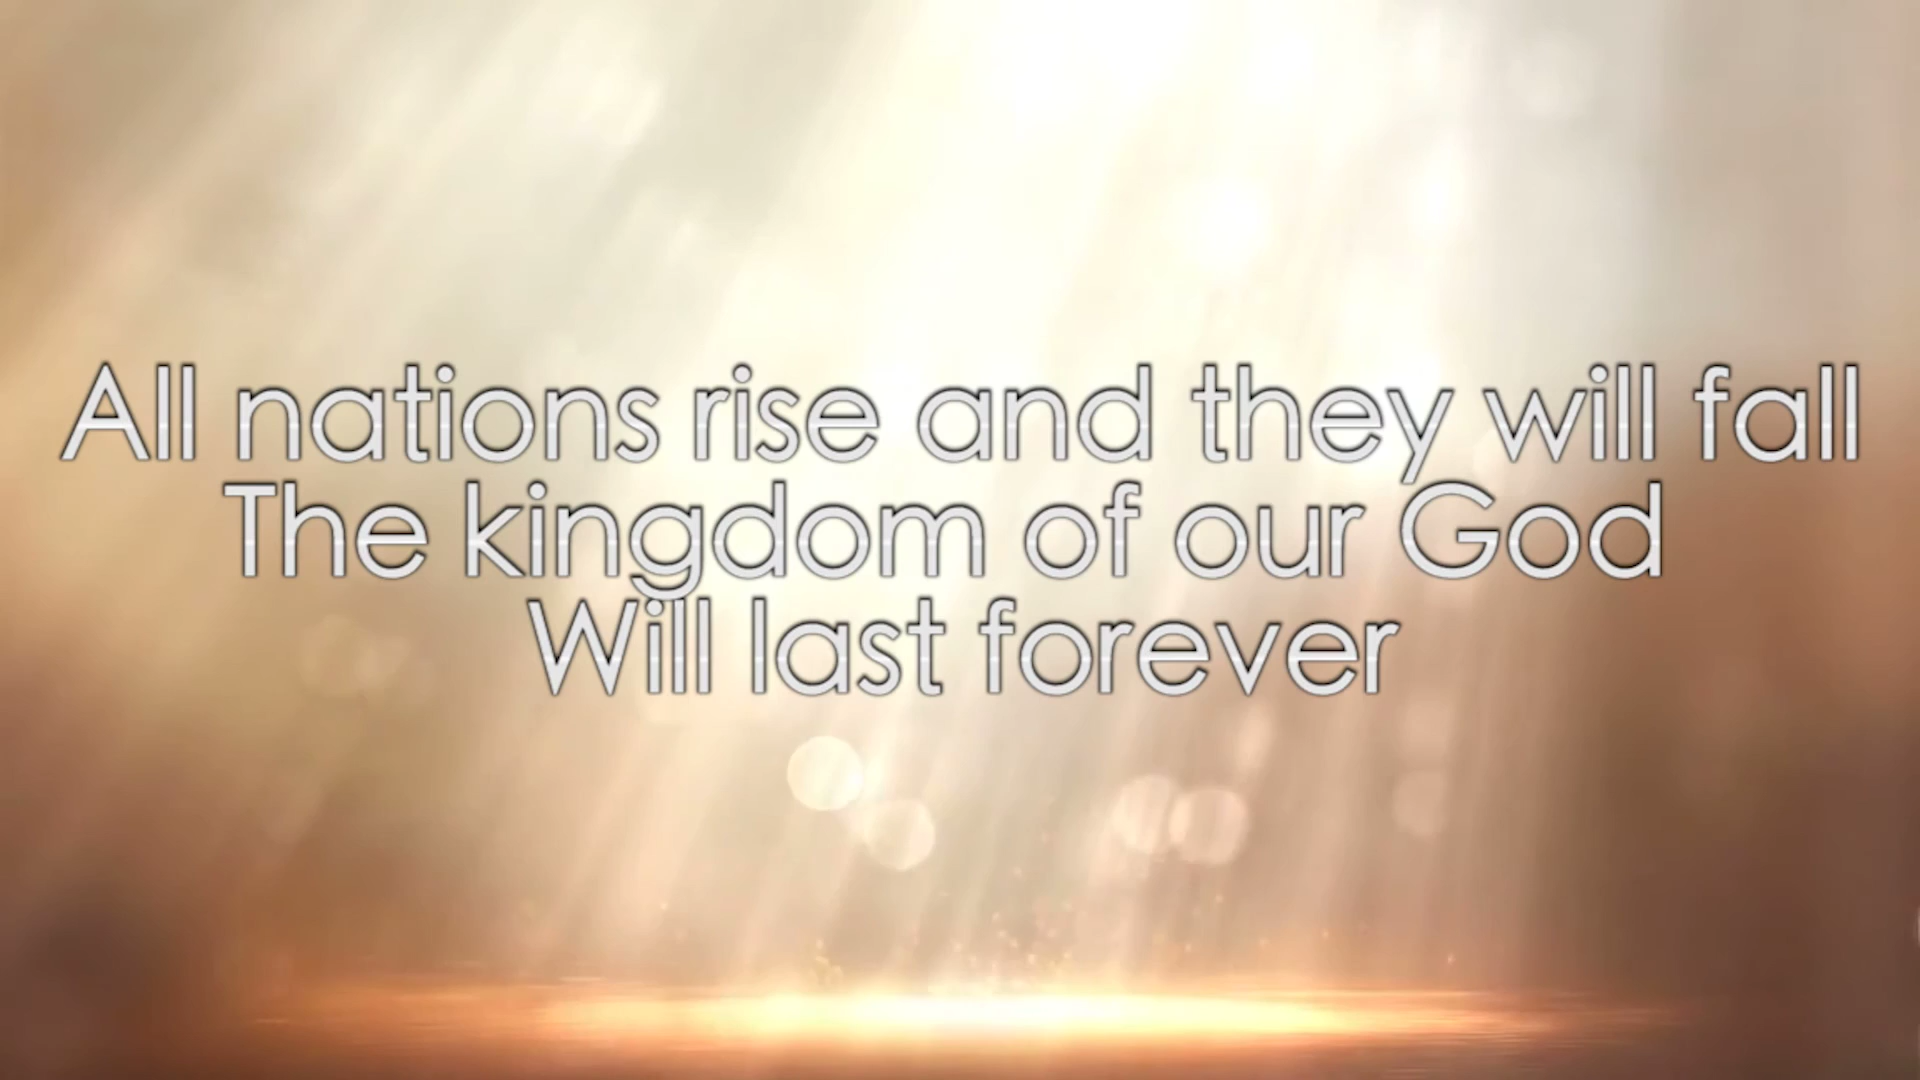 All nations rise and they will fall
The kingdom of our God
Will last forever